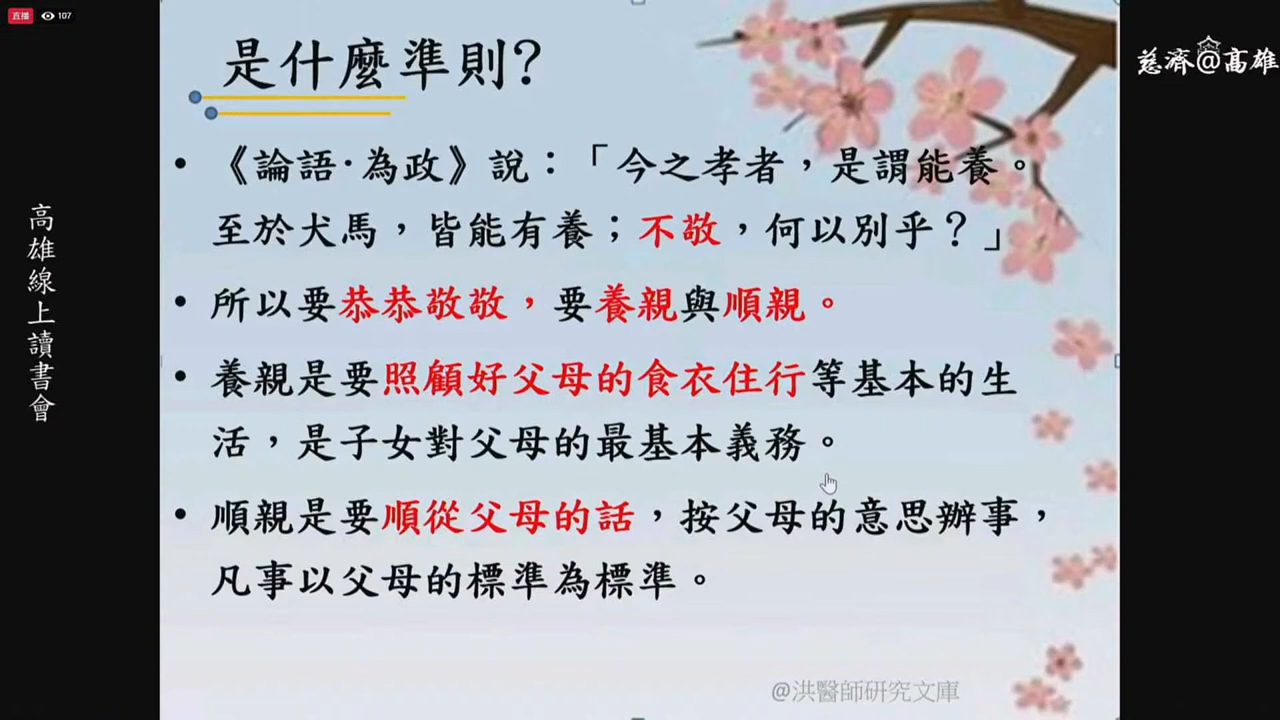 直播 107
慈濟@高雄
高雄線上讀書會
是什麼準則?
• 《論語·為政》說：「今之孝者，是謂能養。
至於犬馬，皆能有養；不敬，何以別乎？」
• 所以要恭恭敬敬，要養親與順親。
• 養親是要照顧好父母的食衣住行等基本的生
活，是子女對父母的最基本義務。
• 順親是要順從父母的話，按父母的意思辦事，
凡事以父母的標準為標準。
@洪醫師研究文庫